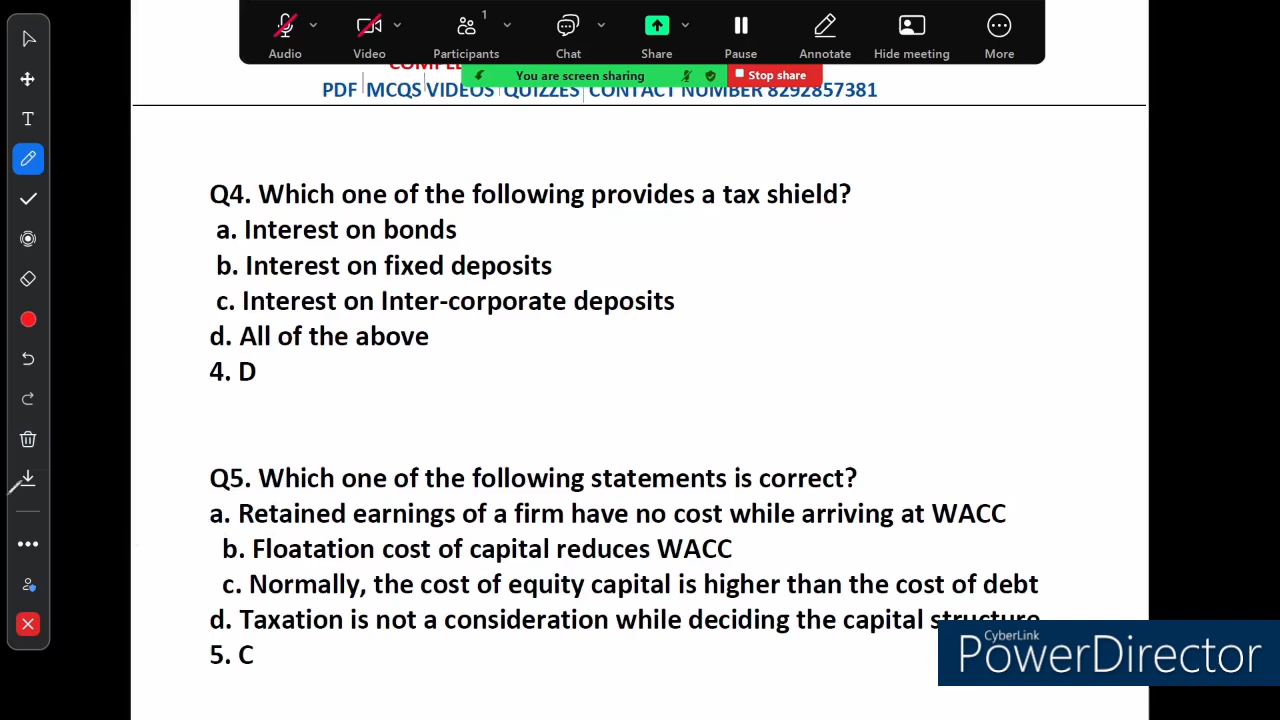 1
Audio Video Participants Chat Share Pause Annotate Hide meeting More
You are screen sharing Stop share
PDF MCQS VIDEOS QUIZZES CONTACT NUMBER 8292857381
Q4. Which one of the following provides a tax shield?
a. Interest on bonds
b. Interest on fixed deposits
c. Interest on Inter-corporate deposits
d. All of the above
4. D
Q5. Which one of the following statements is correct?
a. Retained earnings of a firm have no cost while arriving at WACC
b. Floatation cost of capital reduces WACC
c. Normally, the cost of equity capital is higher than the cost of debt
d. Taxation is not a consideration while deciding the capital structure
5. C
CyberLink
PowerDirector